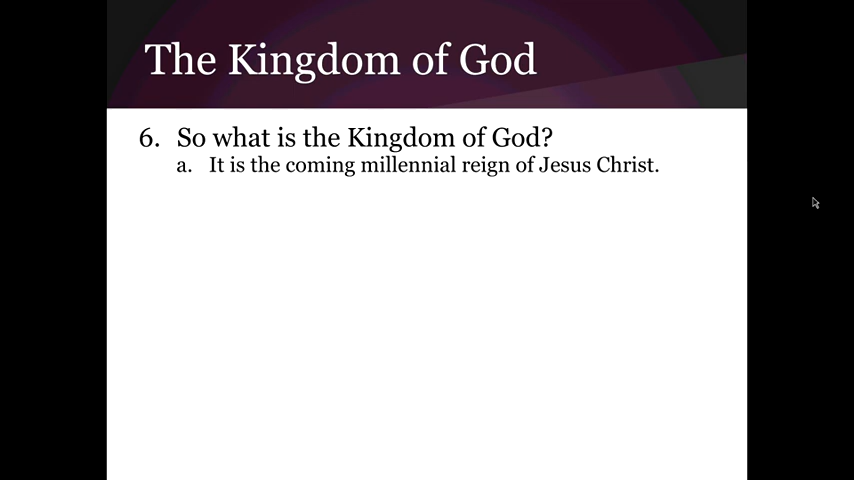 The Kingdom of God
6. So what is the Kingdom of God?
a. It is the coming millennial reign of Jesus Christ.